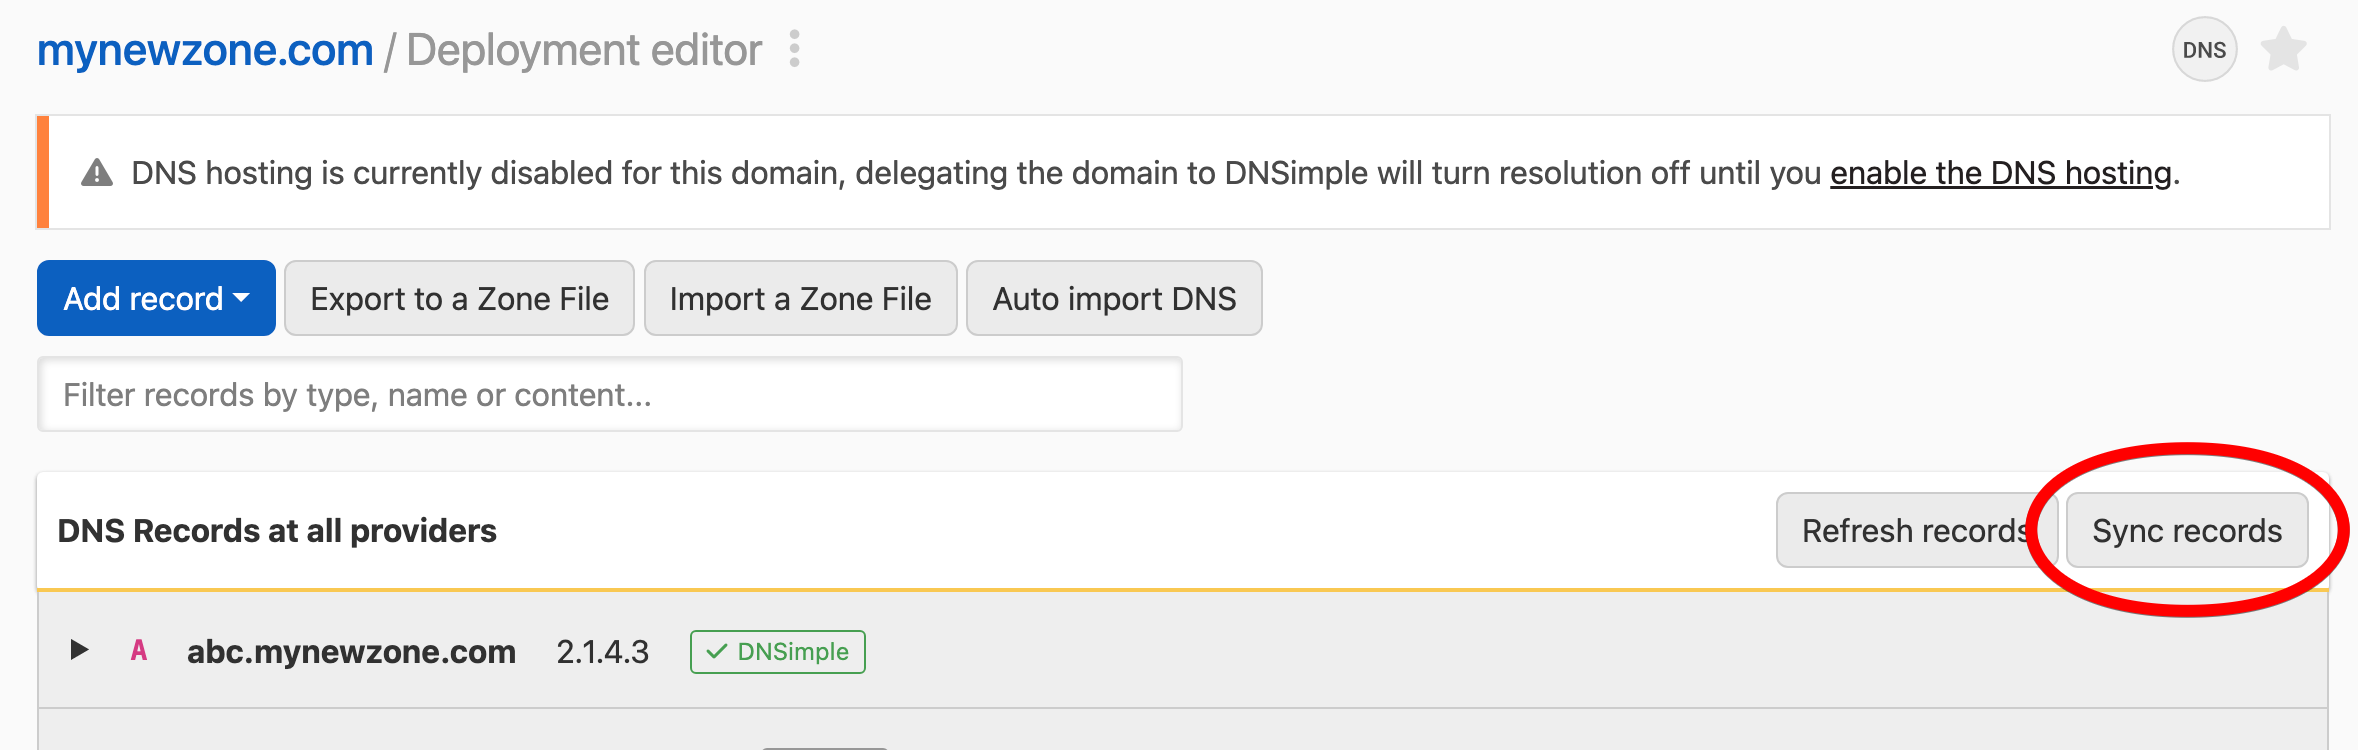 mynewzone.com / Deployment editor
DNS
DNS hosting is currently disabled for this domain, delegating the domain to DNSimple will turn resolution off until you enable the DNS hosting.
Add record Export to a Zone File Import a Zone File Auto import DNS
Filter records by type, name or content...
DNS Records at all providers Refresh records Sync records
A abc.mynewzone.com 2.1.4.3 DNSimple